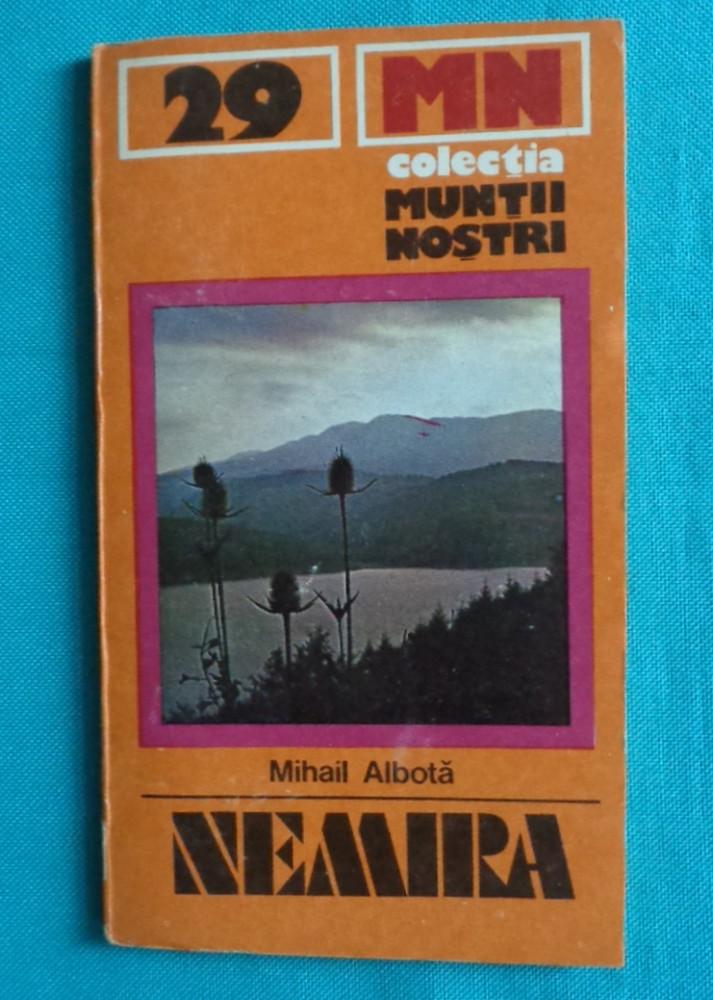 29
MN
colecția
MUNȚII
NOȘTRI
Mihail Albotă
NEMIRA